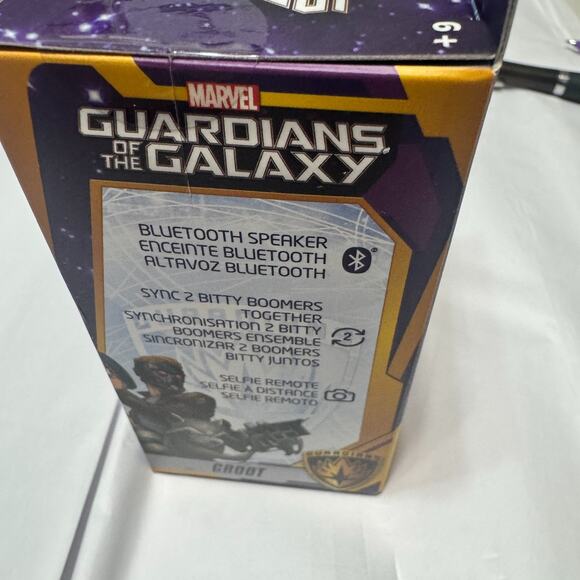 6+
MARVEL
GUARDIANS
OF THE GALAXY
BLUETOOTH SPEAKER
ENCEINTE BLUETOOTH
ALTAVOZ BLUETOOTH
SYNC 2 BITTY BOOMERS
TOGETHER
SYNCHRONISATION 2 BITTY
BOOMERS ENSEMBLE
2
SINCRONIZAR 2 BOOMERS
BITTY JUNTOS
SELFIE REMOTE
SELFIE À DISTANCE
SELFIE REMOTO
GUARDIANS
GROOT